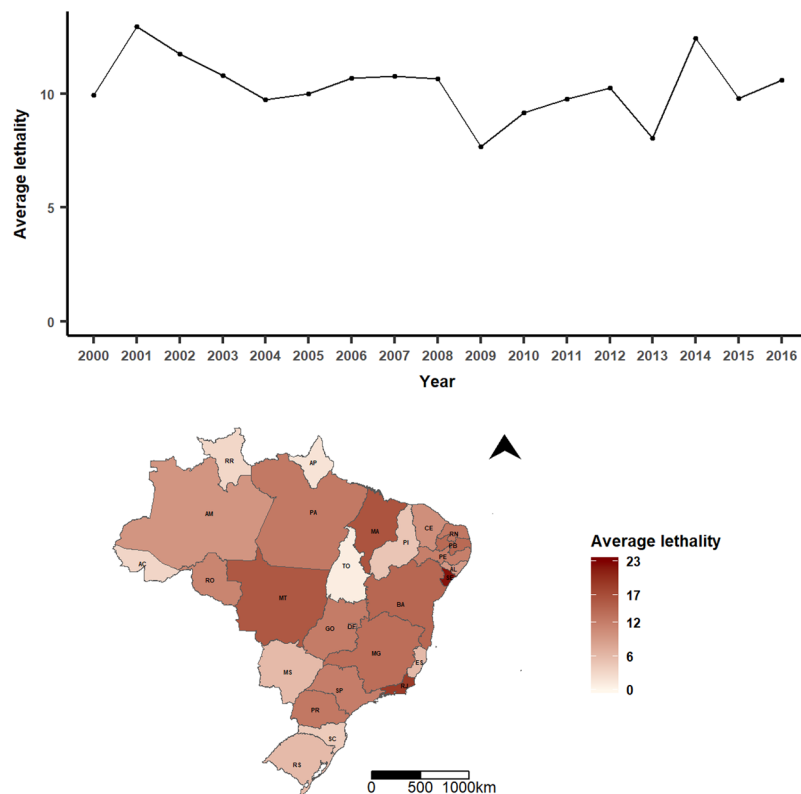 Average lethality
10
5
0
2000 2001 2002 2003 2004 2005 2006 2007 2008 2009 2010 2011 2012 2013 2014 2015 2016
Year
RR
AP
AM
PA
MA
CE
RN
PI
PB
PE
AC
TO
AL
RO
MT
BA
GO
DF
MG
ES
MS
SP
RJ
PR
SC
RS
Average lethality
23
17
12
6
0
0 500 1000km